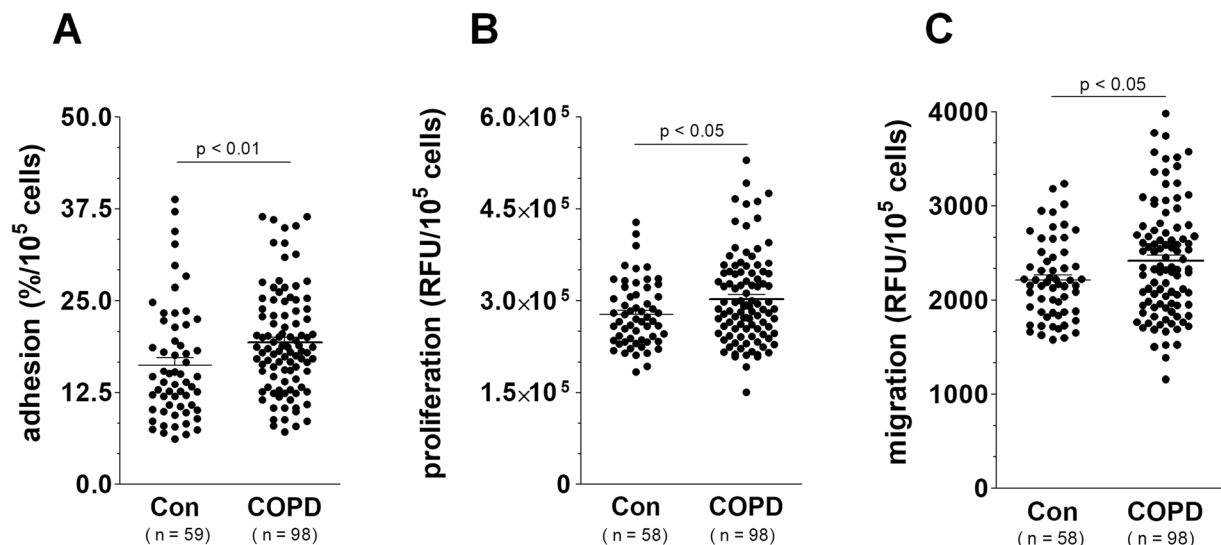 A
adhesion (%/10⁵ cells)
50.0
37.5
25.0
12.5
0.0
p < 0.01
Con
COPD
( n = 59)
( n = 98)
B
proliferation (RFU/10⁵ cells)
6.0×10⁵
4.5×10⁵
3.0×10⁵
1.5×10⁵
0
p < 0.05
Con
COPD
( n = 58)
( n = 98)
C
migration (RFU/10⁵ cells)
4000
3000
2000
1000
0
p < 0.05
Con
COPD
( n = 58)
( n = 98)